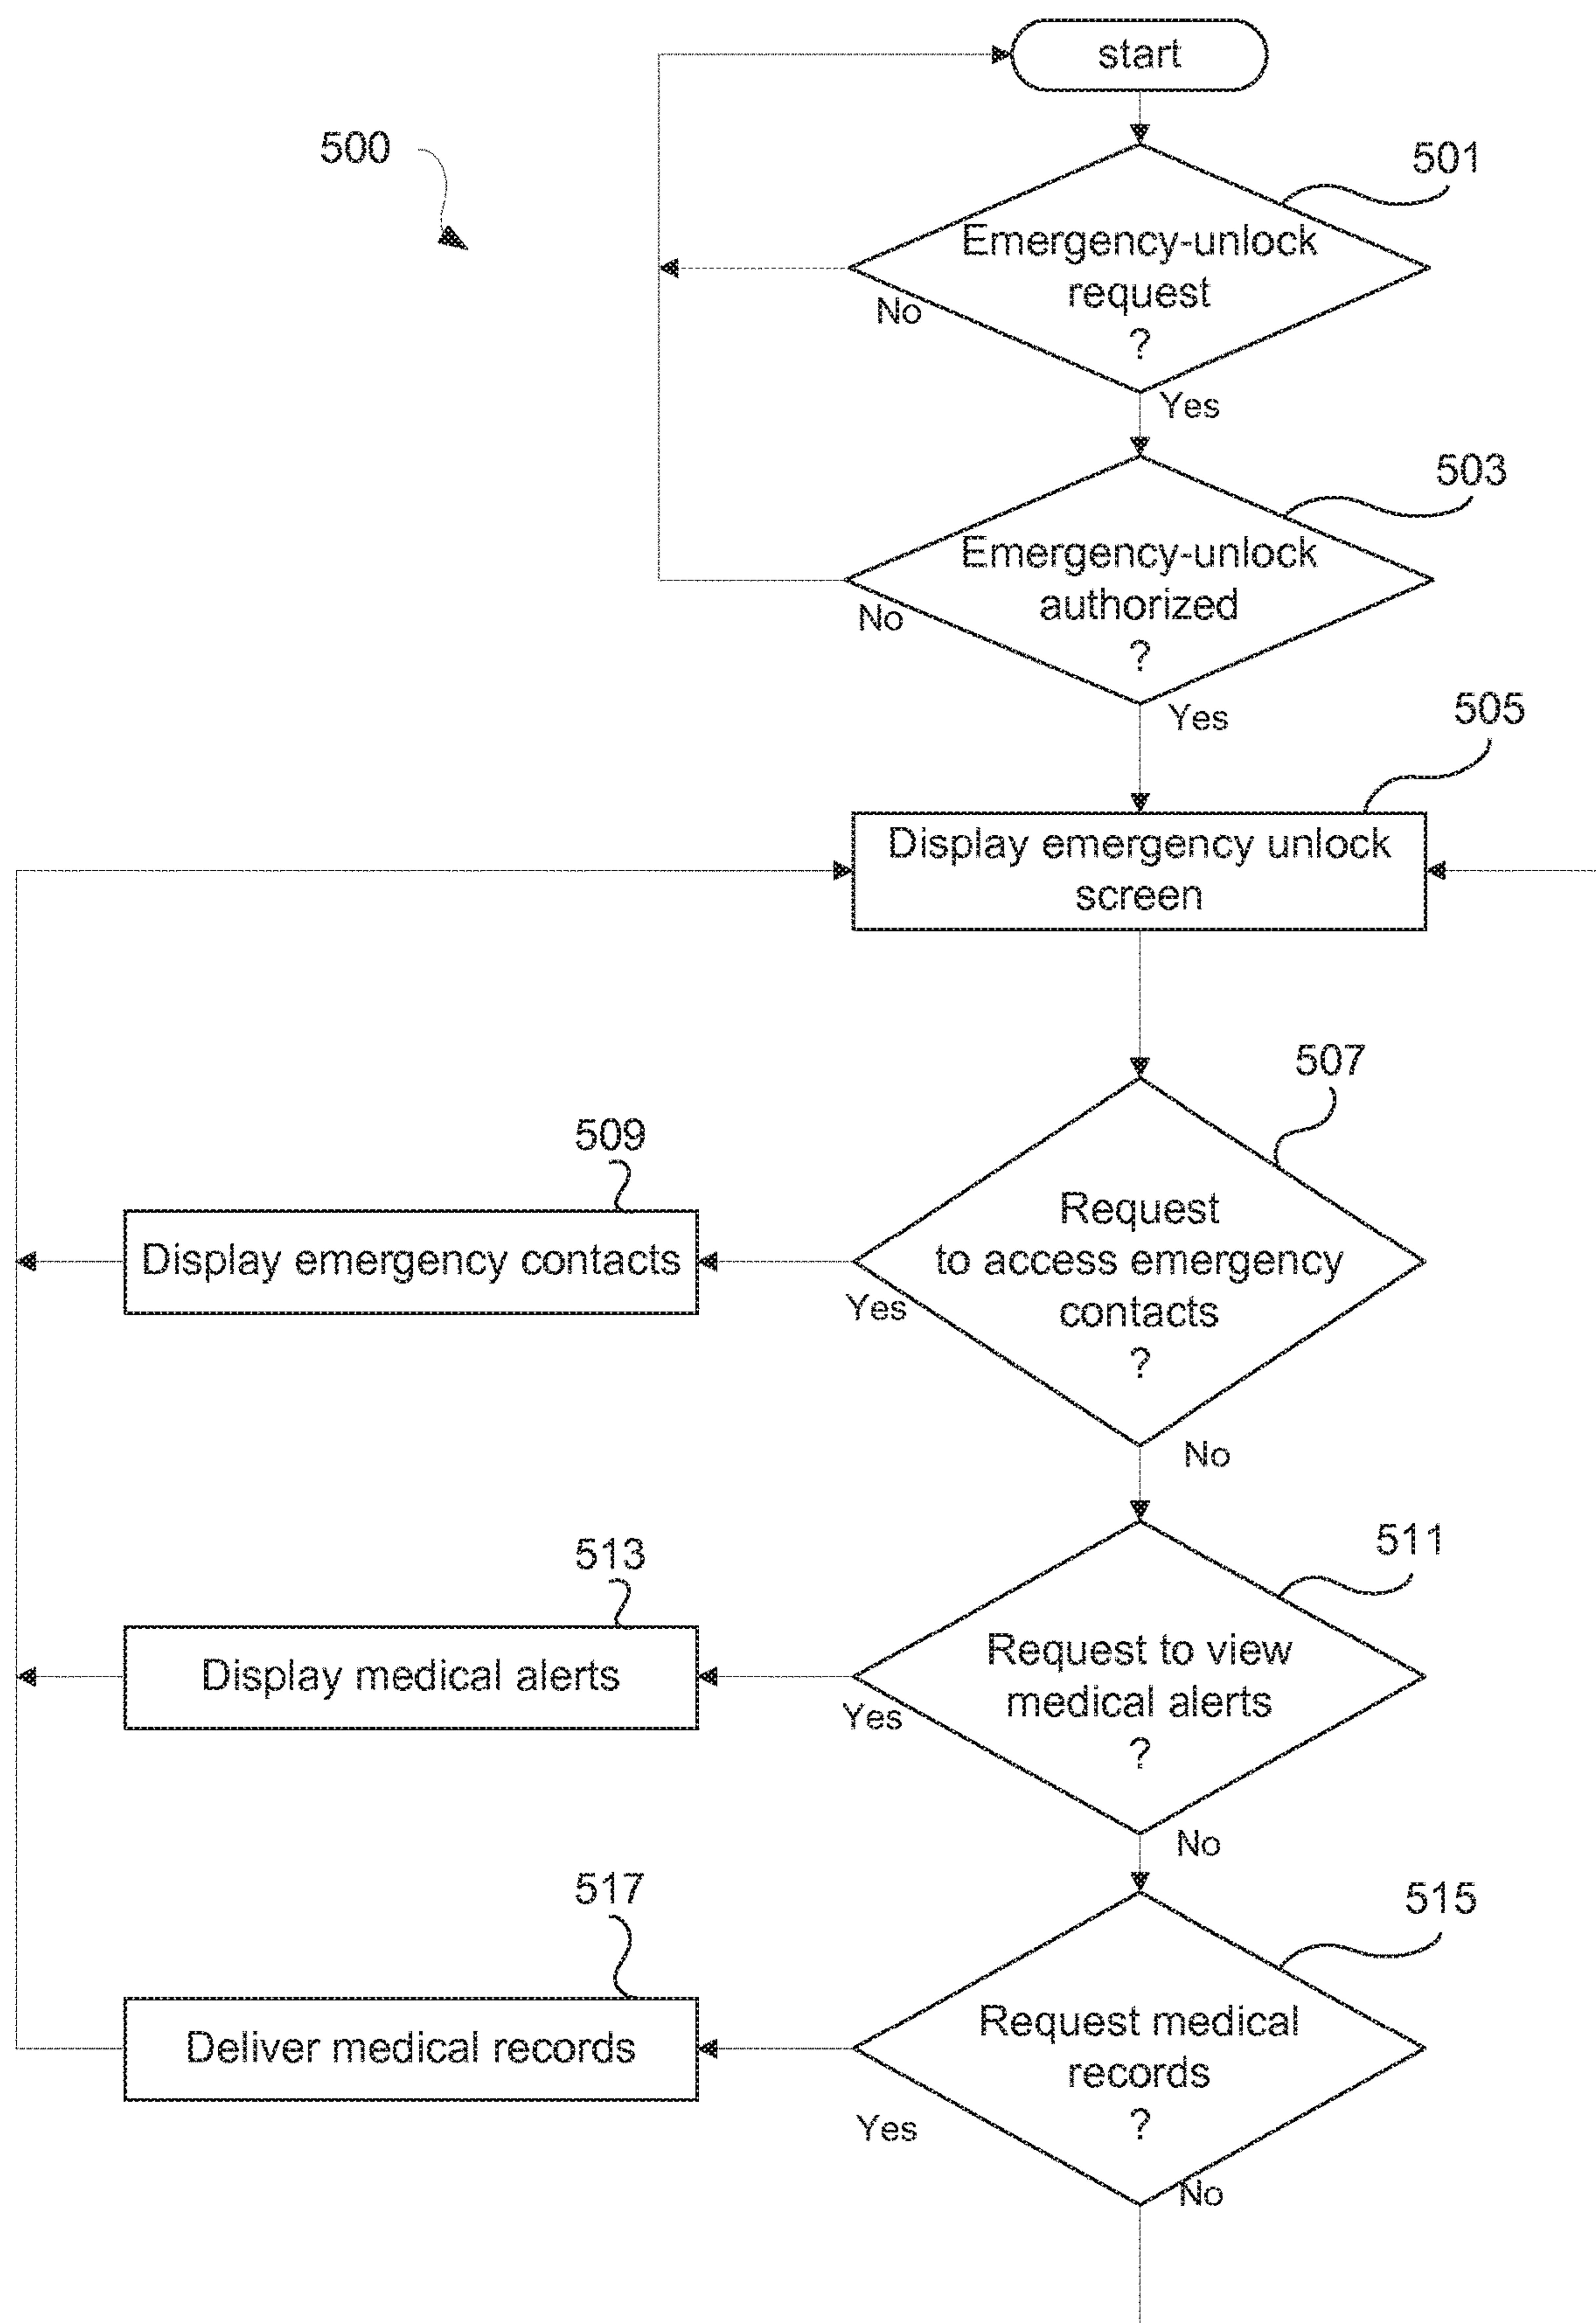 start
500
501
Emergency-unlock
request
?
No
Yes
503
Emergency-unlock
authorized
?
No
Yes
505
Display emergency unlock
screen
507
509
Request
to access emergency
contacts
?
Display emergency contacts
Yes
No
511
513
Request to view
medical alerts
?
Display medical alerts
Yes
No
515
517
Request medical
records
?
Deliver medical records
Yes
No